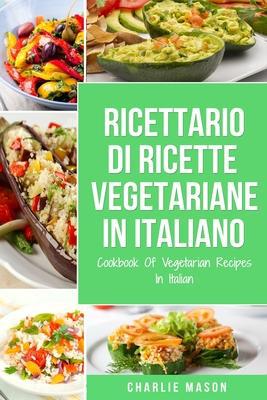 RICETTARIO
DI RICETTE
VEGETARIANE
IN ITALIANO
Cookbook Of Vegetarian Recipes
In Italian
CHARLIE MASON